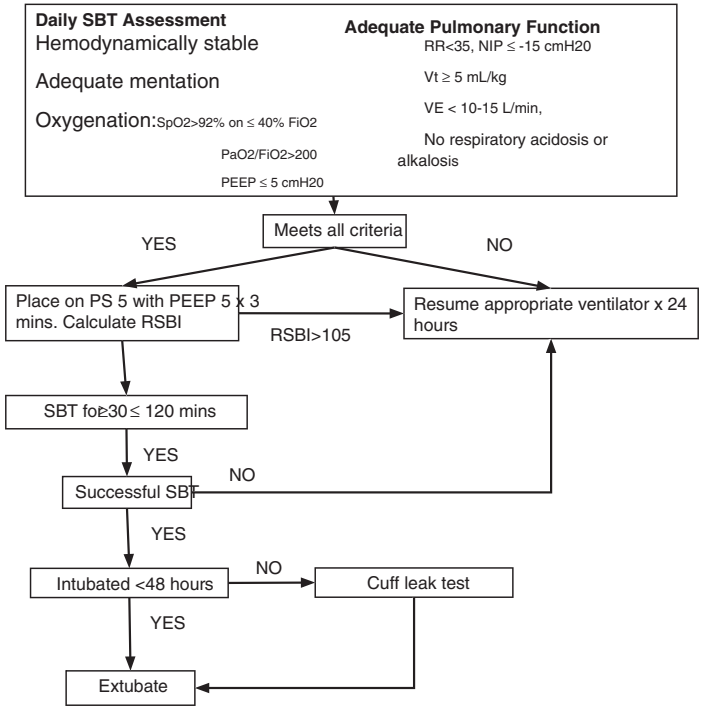 Daily SBT Assessment
Hemodynamically stable
Adequate mentation
Oxygenation:SpO2>92% on ≤ 40% FiO2
PaO2/FiO2>200
PEEP ≤ 5 cmH20
Adequate Pulmonary Function
RR<35, NIP ≤ -15 cmH20
Vt ≥ 5 mL/kg
VE < 10-15 L/min,
No respiratory acidosis or
alkalosis
Meets all criteria
YES
NO
Place on PS 5 with PEEP 5 x 3
mins. Calculate RSBI
RSBI>105
Resume appropriate ventilator x 24
hours
SBT for≥30 ≤ 120 mins
YES
Successful SBT
NO
YES
Intubated <48 hours
NO
Cuff leak test
YES
Extubate